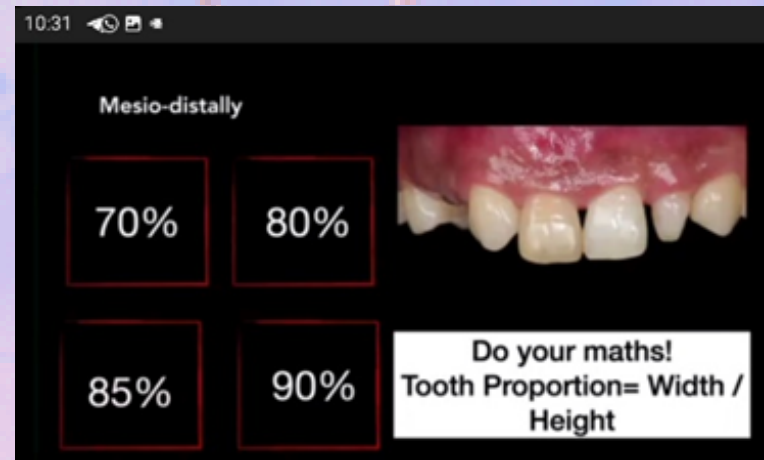 10:31
Mesio-distally
70% 80%
85% 90%
Do your maths!
Tooth Proportion= Width /
Height